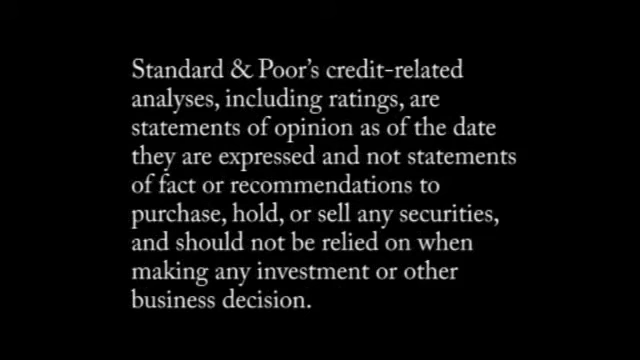 Standard & Poor's credit-related
analyses, including ratings, are
statements of opinion as of the date
they are expressed and not statements
of fact or recommendations to
purchase, hold, or sell any securities,
and should not be relied on when
making any investment or other
business decision.